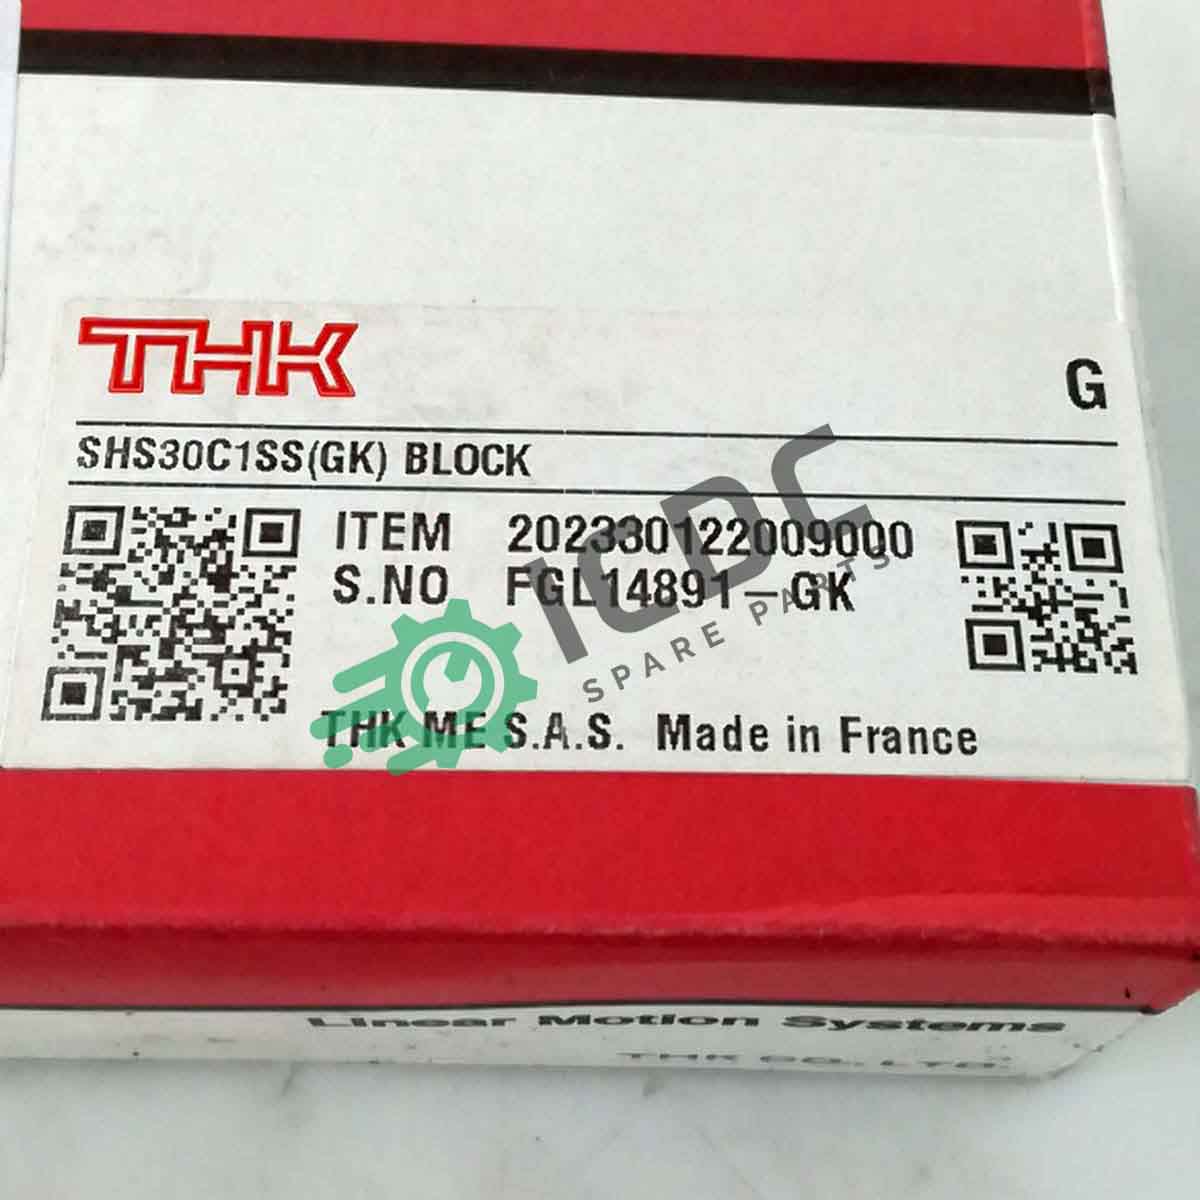 THK
G
SHS30C1SS(GK) BLOCK
ITEM 202330122009000
S.NO FGL14891-GK
ICDC
SPARE PARTS
THK ME S.A.S. Made in France
Linear Motion Systems
THK CO., LTD.